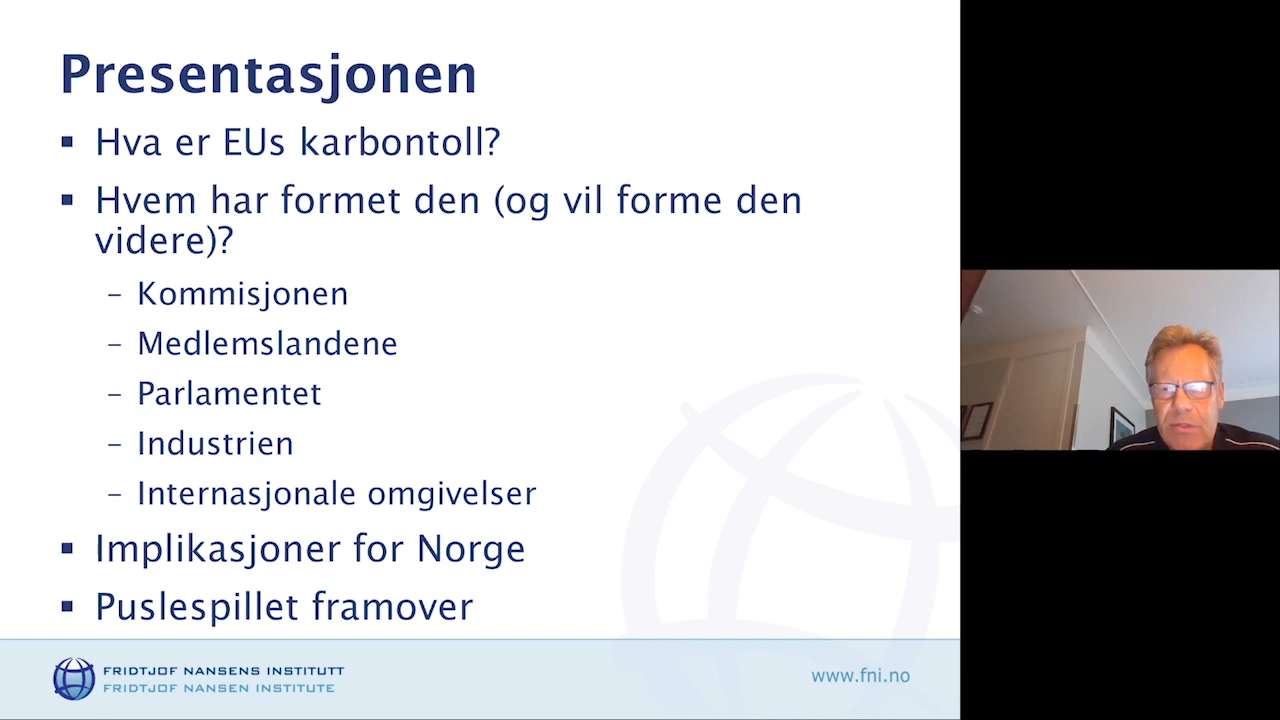 Presentasjonen
Hva er EUs karbontoll?
Hvem har formet den (og vil forme den
videre)?
– Kommisjonen
– Medlemslandene
– Parlamentet
– Industrien
– Internasjonale omgivelser
Implikasjoner for Norge
Puslespillet framover
FRIDTJOF NANSENS INSTITUTT
FRIDTJOF NANSEN INSTITUTE
www.fni.no